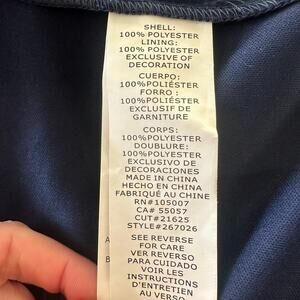 SHELL:
100% POLYESTER
LINING:
100% POLYESTER
EXCLUSIVE OF
DECORATION
CUERPO:
100%POLIÉSTER
FORRO :
100%POLIÉSTER
EXCLUSIF DE
GARNITURE
CORPS:
100%POLYESTER
DOUBLURE:
100%POLYESTER
EXCLUSIVO DE
DECORACIONES
MADE IN CHINA
HECHO EN CHINA
FABRIQUÉ AU CHINE
RN#105007
CA# 55057
CUT#21625
STYLE#267026
SEE REVERSE
FOR CARE
VER REVERSO
PARA CUIDADO
VOIR LES
INSTRUCTIONS
D'ENTRETIEN
AU VERSO